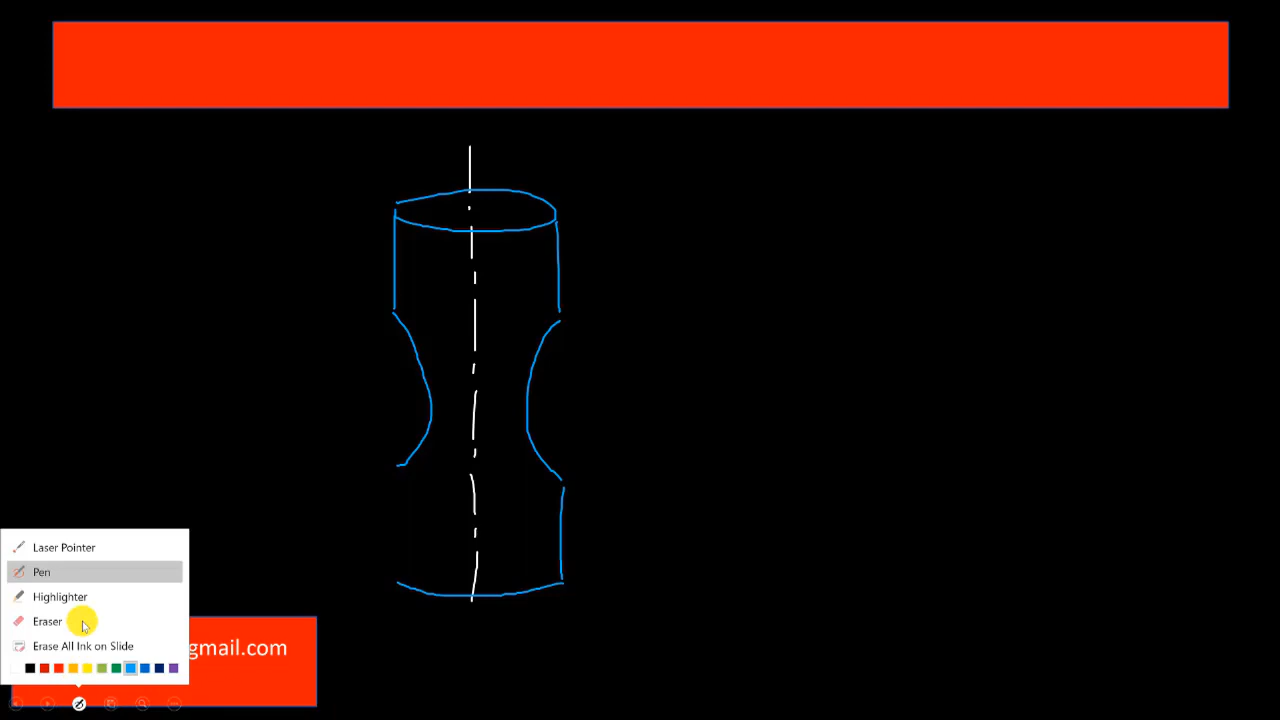 Laser Pointer
Pen
Highlighter
Eraser
Erase All Ink on Slide
gmail.com